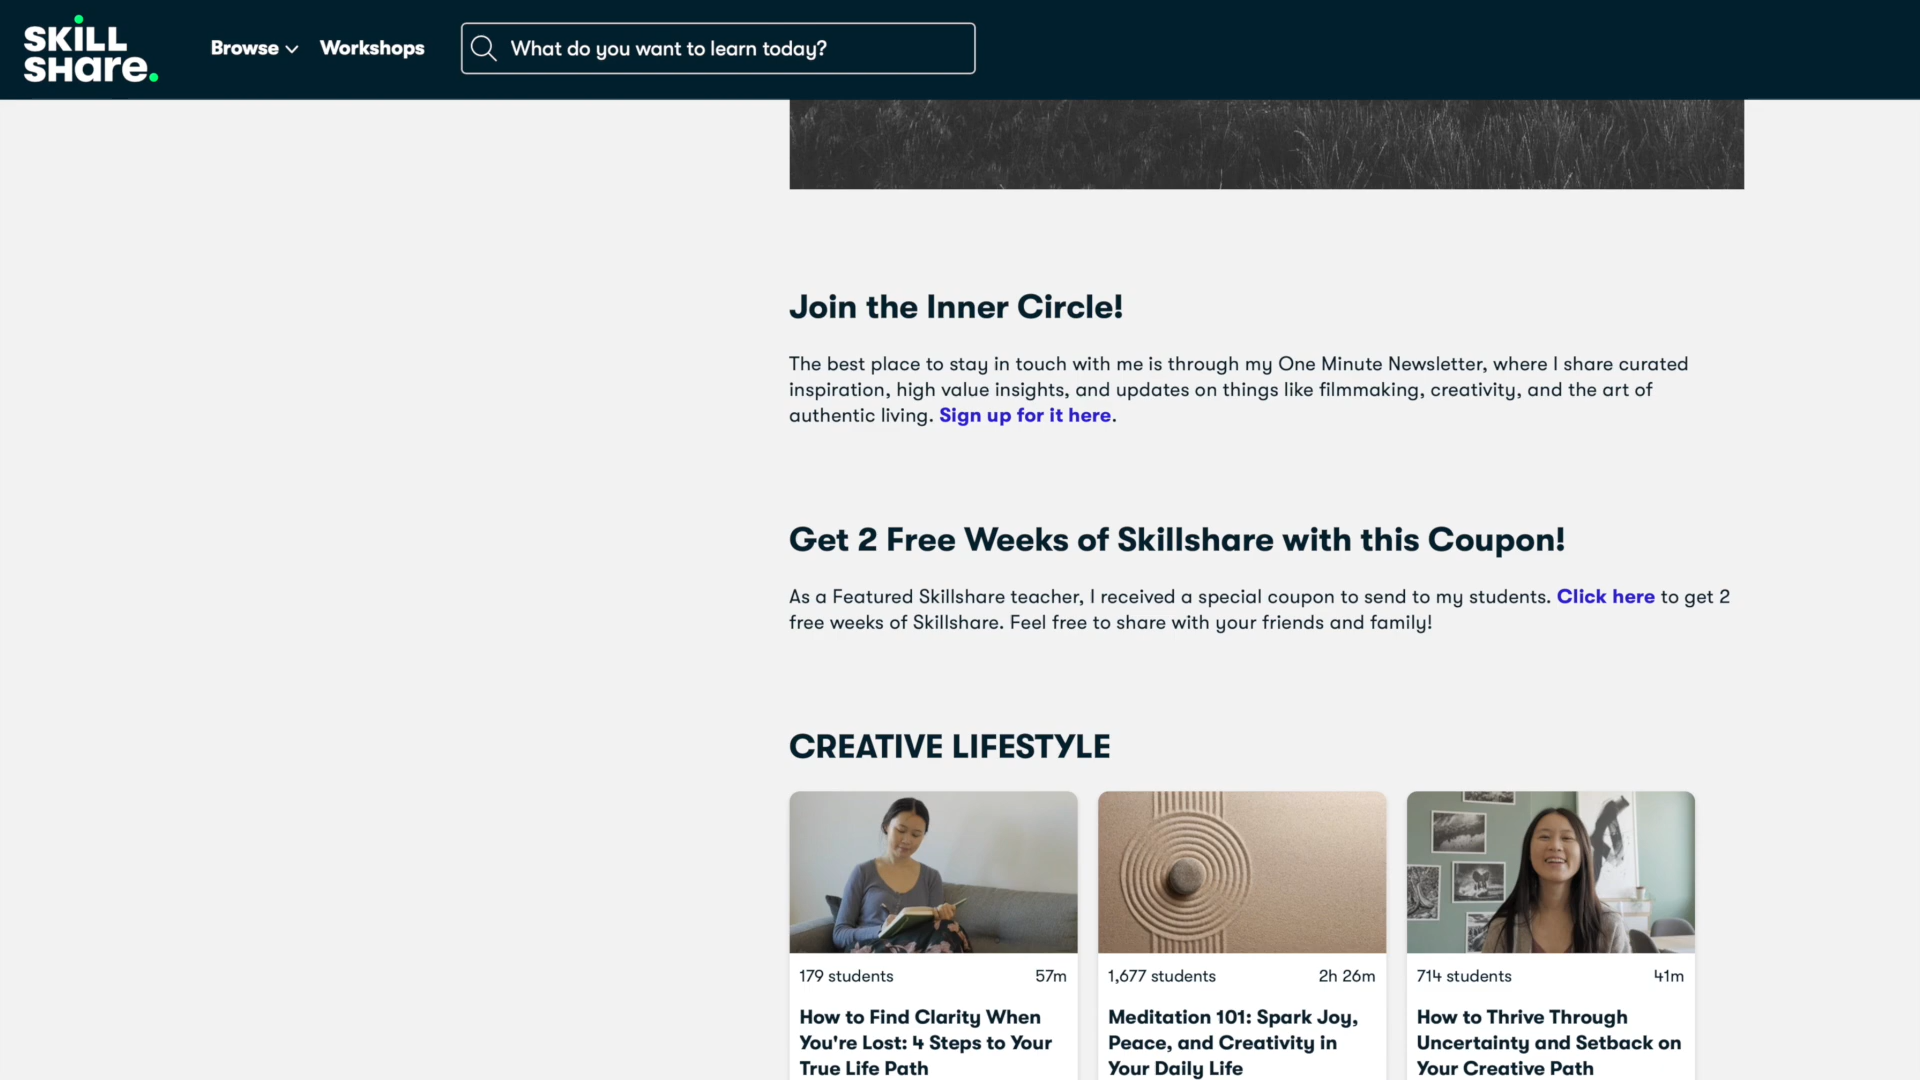 SKILL
SHare.
Browse
Workshops
What do you want to learn today?
Join the Inner Circle!
The best place to stay in touch with me is through my One Minute Newsletter, where I share curated
inspiration, high value insights, and updates on things like filmmaking, creativity, and the art of
authentic living. Sign up for it here.
Get 2 Free Weeks of Skillshare with this Coupon!
As a Featured Skillshare teacher, I received a special coupon to send to my students. Click here to get 2
free weeks of Skillshare. Feel free to share with your friends and family!
CREATIVE LIFESTYLE
179 students 57m
How to Find Clarity When
You're Lost: 4 Steps to Your
True Life Path
1,677 students 2h 26m
Meditation 101: Spark Joy,
Peace, and Creativity in
Your Daily Life
714 students 41m
How to Thrive Through
Uncertainty and Setback on
Your Creative Path